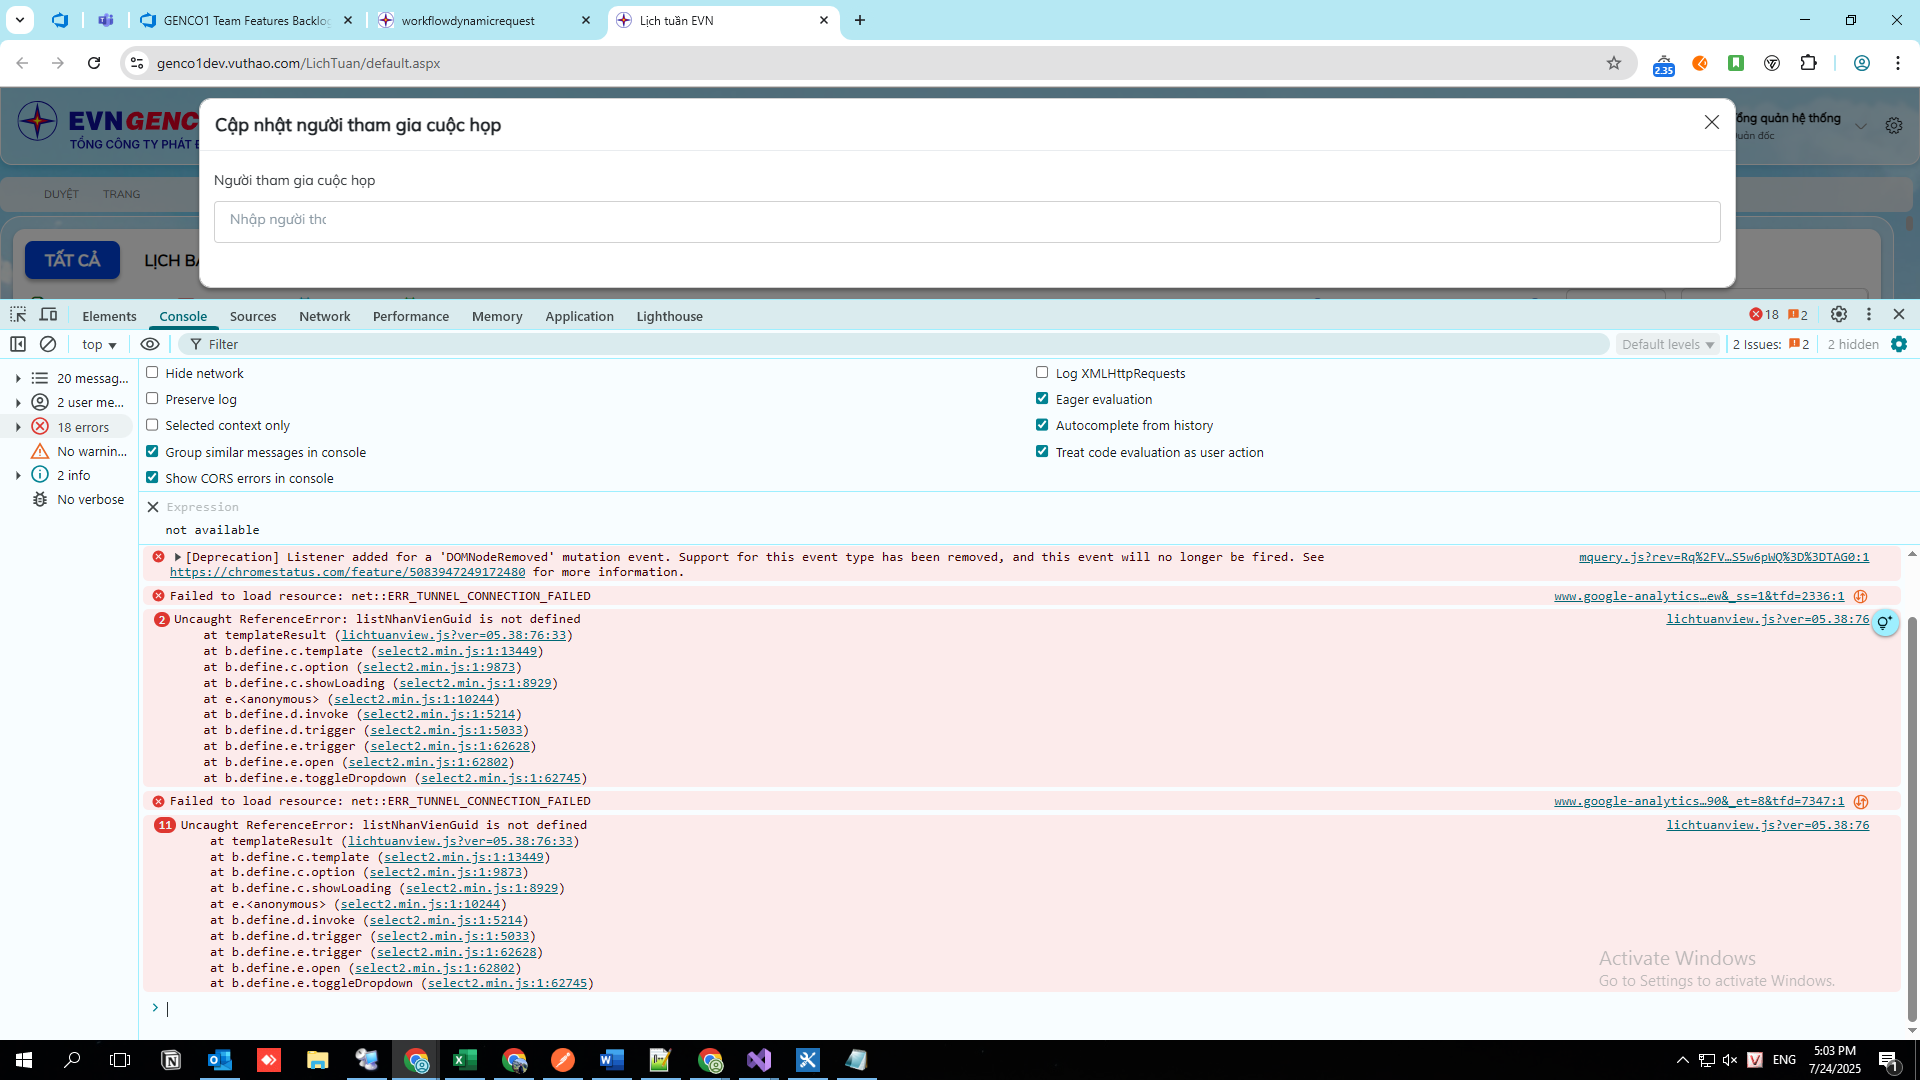 GENCO1 Team Features Backlo
workflowdynamicrequest
Lịch tuần EVN
genco1dev.vuthao.com/LichTuan/default.aspx
2.35
EVNGENC
TỔNG CÔNG TY PHÁT
ổng quản hệ thống
uản đốc
DUYỆT
TRANG
TẤT CẢ
LỊCH BA
Cập nhật người tham gia cuộc họp
Người tham gia cuộc họp
Nhập người tha
Elements
Console
Sources
Network
Performance
Memory
Application
Lighthouse
18
2
top
Filter
Default levels
2 Issues:
2
2 hidden
20 messag...
2 user me...
18 errors
No warnin...
2 info
No verbose
Hide network
Preserve log
Selected context only
Group similar messages in console
Show CORS errors in console
Log XMLHttpRequests
Eager evaluation
Autocomplete from history
Treat code evaluation as user action
Expression
not available
[Deprecation] Listener added for a 'DOMNodeRemoved' mutation event. Support for this event type has been removed, and this event will no longer be fired. See
mquery.js?rev=Rq%2FV…S5w6pWQ%3D%3DTAG0:1
https://chromestatus.com/feature/5083947249172480 for more information.
Failed to load resource: net::ERR_TUNNEL_CONNECTION_FAILED
www.google-analytics…ew&_ss=1&tfd=2336:1
2 Uncaught ReferenceError: listNhanVienGuid is not defined
lichtuanview.js?ver=05.38:76
at templateResult (lichtuanview.js?ver=05.38:76:33)
at b.define.c.template (select2.min.js:1:13449)
at b.define.c.option (select2.min.js:1:9873)
at b.define.c.showLoading (select2.min.js:1:8929)
at e.<anonymous> (select2.min.js:1:10244)
at b.define.d.invoke (select2.min.js:1:5214)
at b.define.d.trigger (select2.min.js:1:5033)
at b.define.e.trigger (select2.min.js:1:62628)
at b.define.e.open (select2.min.js:1:62802)
at b.define.e.toggleDropdown (select2.min.js:1:62745)
Failed to load resource: net::ERR_TUNNEL_CONNECTION_FAILED
www.google-analytics…90&_et=8&tfd=7347:1
11 Uncaught ReferenceError: listNhanVienGuid is not defined
lichtuanview.js?ver=05.38:76
at templateResult (lichtuanview.js?ver=05.38:76:33)
at b.define.c.template (select2.min.js:1:13449)
at b.define.c.option (select2.min.js:1:9873)
at b.define.c.showLoading (select2.min.js:1:8929)
at e.<anonymous> (select2.min.js:1:10244)
at b.define.d.invoke (select2.min.js:1:5214)
at b.define.d.trigger (select2.min.js:1:5033)
at b.define.e.trigger (select2.min.js:1:62628)
at b.define.e.open (select2.min.js:1:62802)
at b.define.e.toggleDropdown (select2.min.js:1:62745)
Activate Windows
Go to Settings to activate Windows.
ENG
5:03 PM
7/24/2025
1